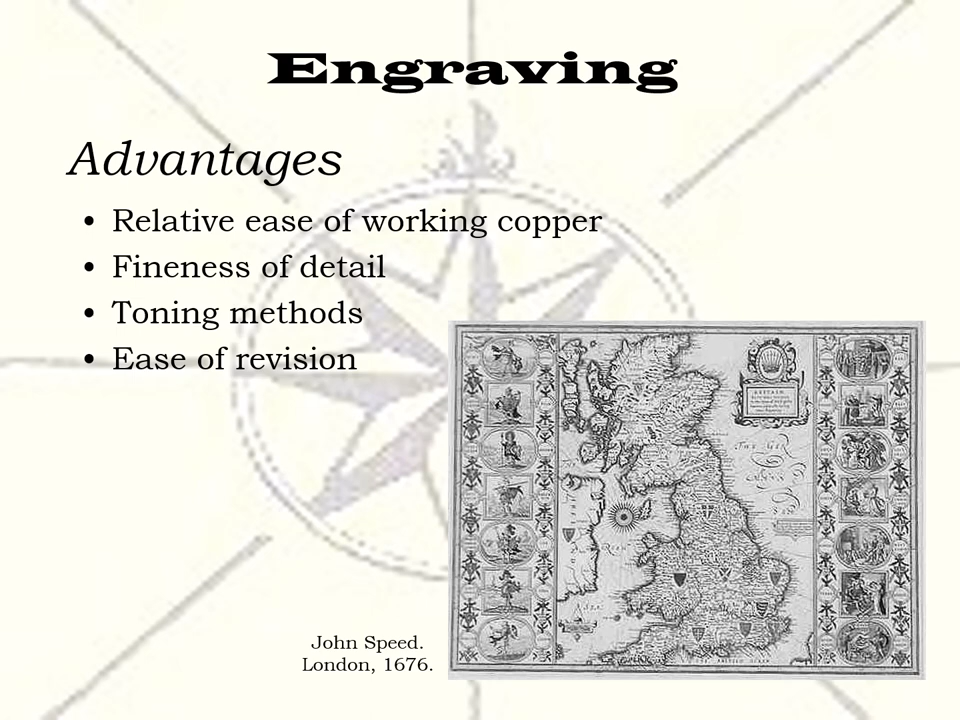 Engraving
Advantages
• Relative ease of working copper
• Fineness of detail
• Toning methods
• Ease of revision
John Speed.
London, 1676.